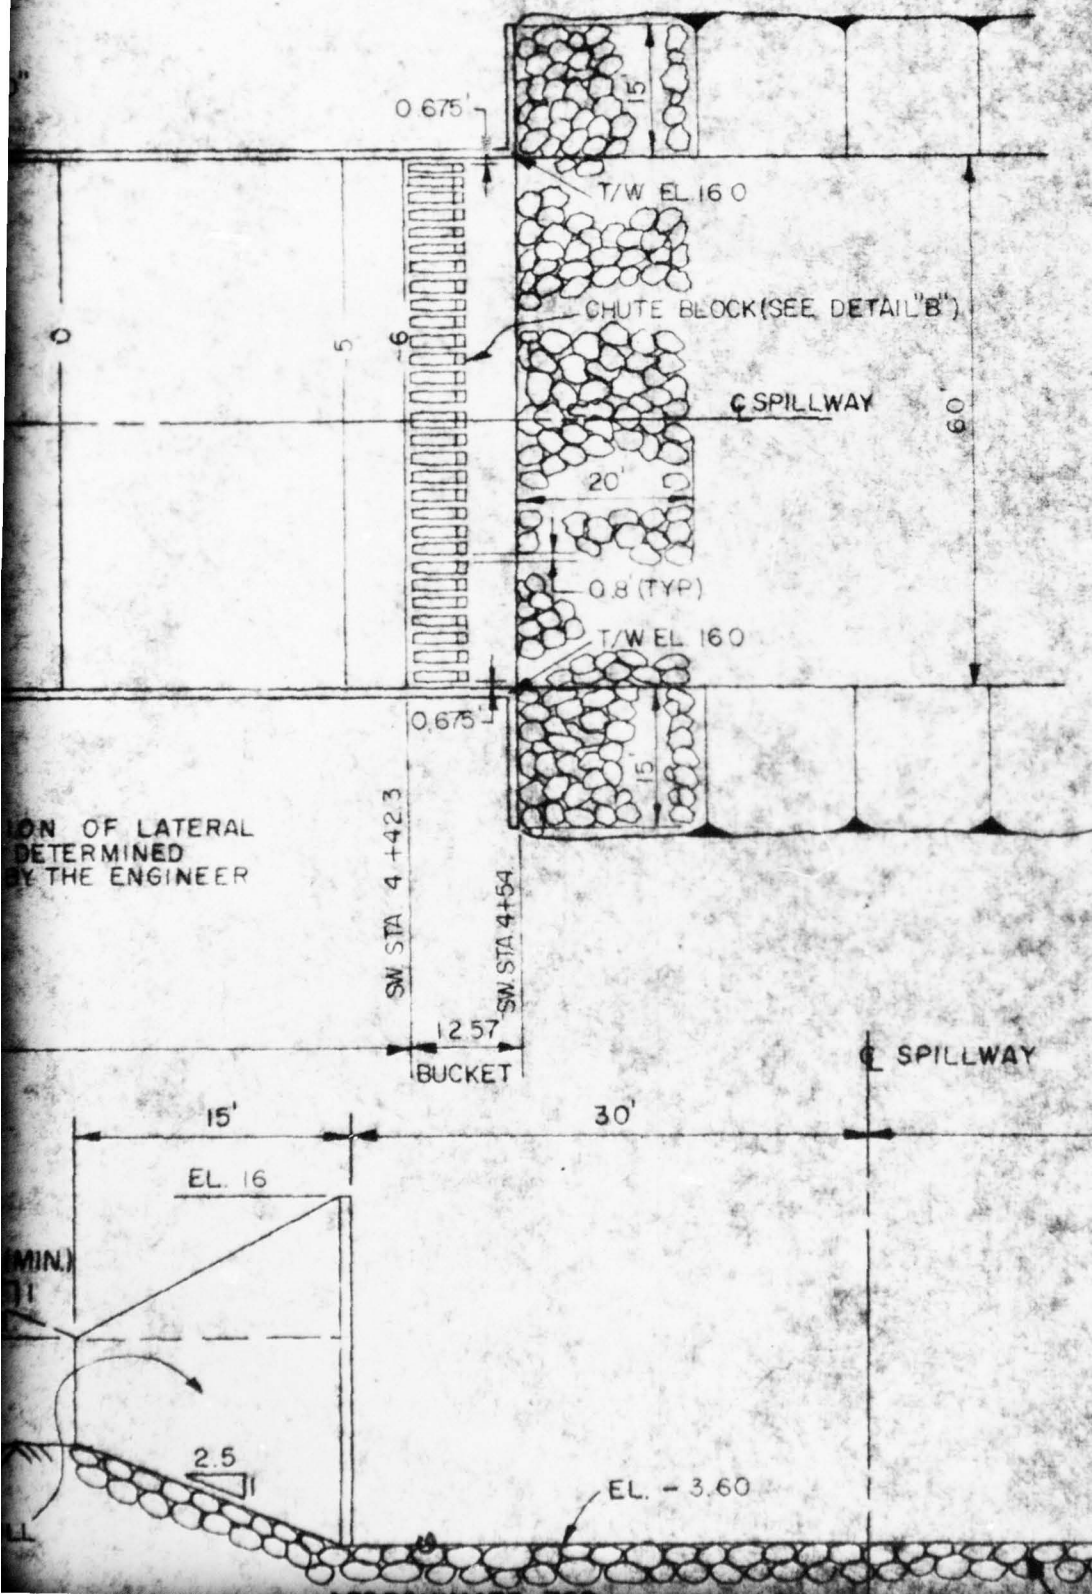 0.675'
15'
T/W EL. 16.0
CHUTE BLOCK (SEE DETAIL "B")
0
5
-6
℄ SPILLWAY
60'
20'
0.8' (TYP)
T/W EL. 16.0
0.675'
15'
OF LATERAL
DETERMINED
BY THE ENGINEER
SW. STA 4+42.3
SW. STA 4+54
12.57'
BUCKET
℄ SPILLWAY
15'
30'
EL. 16
(MIN.)
1
2.5
1
EL. - 3.60